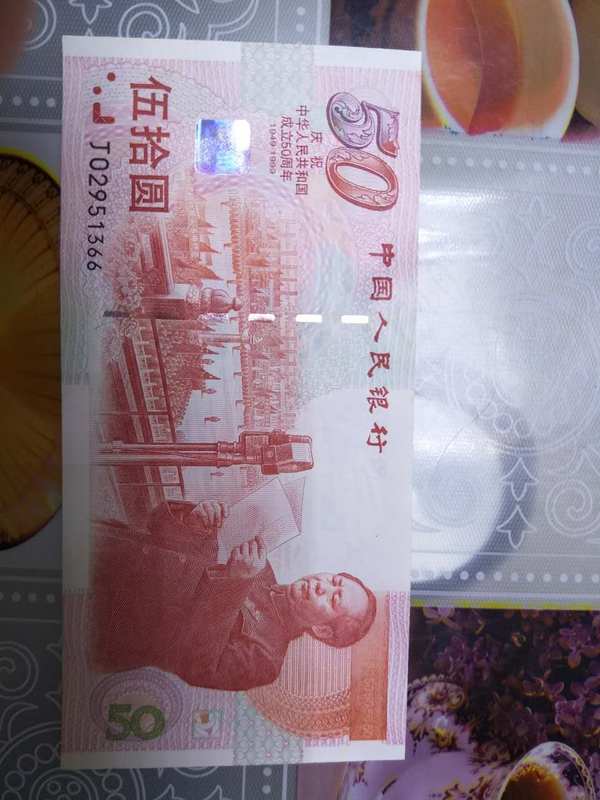 50
庆祝
中华人民共和国
成立50周年
1949-1999
中国人民银行
伍拾圆
J02951366
50